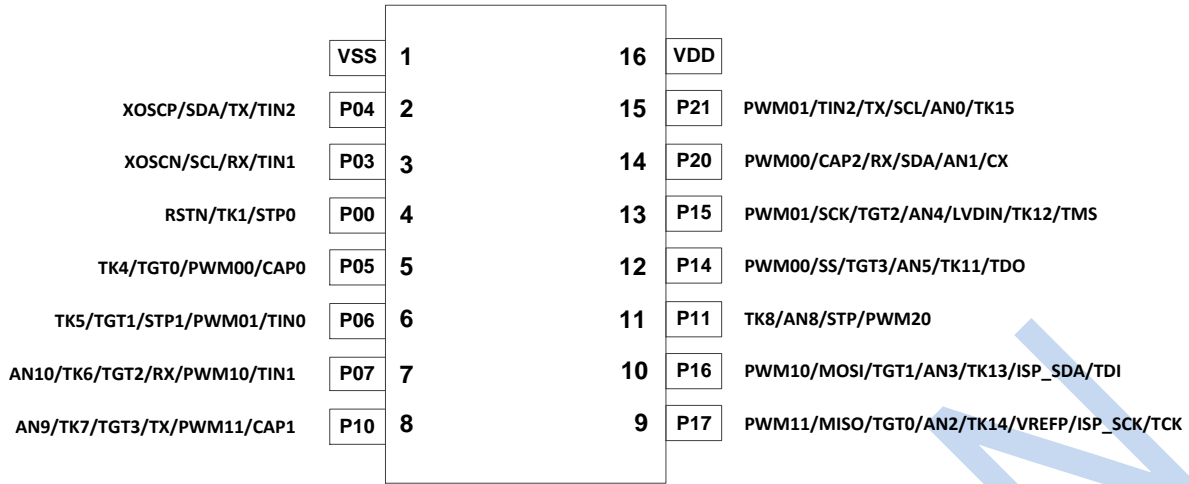 VSS 1 16 VDD
XOSCP/SDA/TX/TIN2 P04 2 15 P21 PWM01/TIN2/TX/SCL/AN0/TK15
XOSCN/SCL/RX/TIN1 P03 3 14 P20 PWM00/CAP2/RX/SDA/AN1/CX
RSTN/TK1/STP0 P00 4 13 P15 PWM01/SCK/TGT2/AN4/LVDIN/TK12/TMS
TK4/TGT0/PWM00/CAP0 P05 5 12 P14 PWM00/SS/TGT3/AN5/TK11/TDO
TK5/TGT1/STP1/PWM01/TIN0 P06 6 11 P11 TK8/AN8/STP/PWM20
AN10/TK6/TGT2/RX/PWM10/TIN1 P07 7 10 P16 PWM10/MOSI/TGT1/AN3/TK13/ISP_SDA/TDI
AN9/TK7/TGT3/TX/PWM11/CAP1 P10 8 9 P17 PWM11/MISO/TGT0/AN2/TK14/VREFP/ISP_SCK/TCK